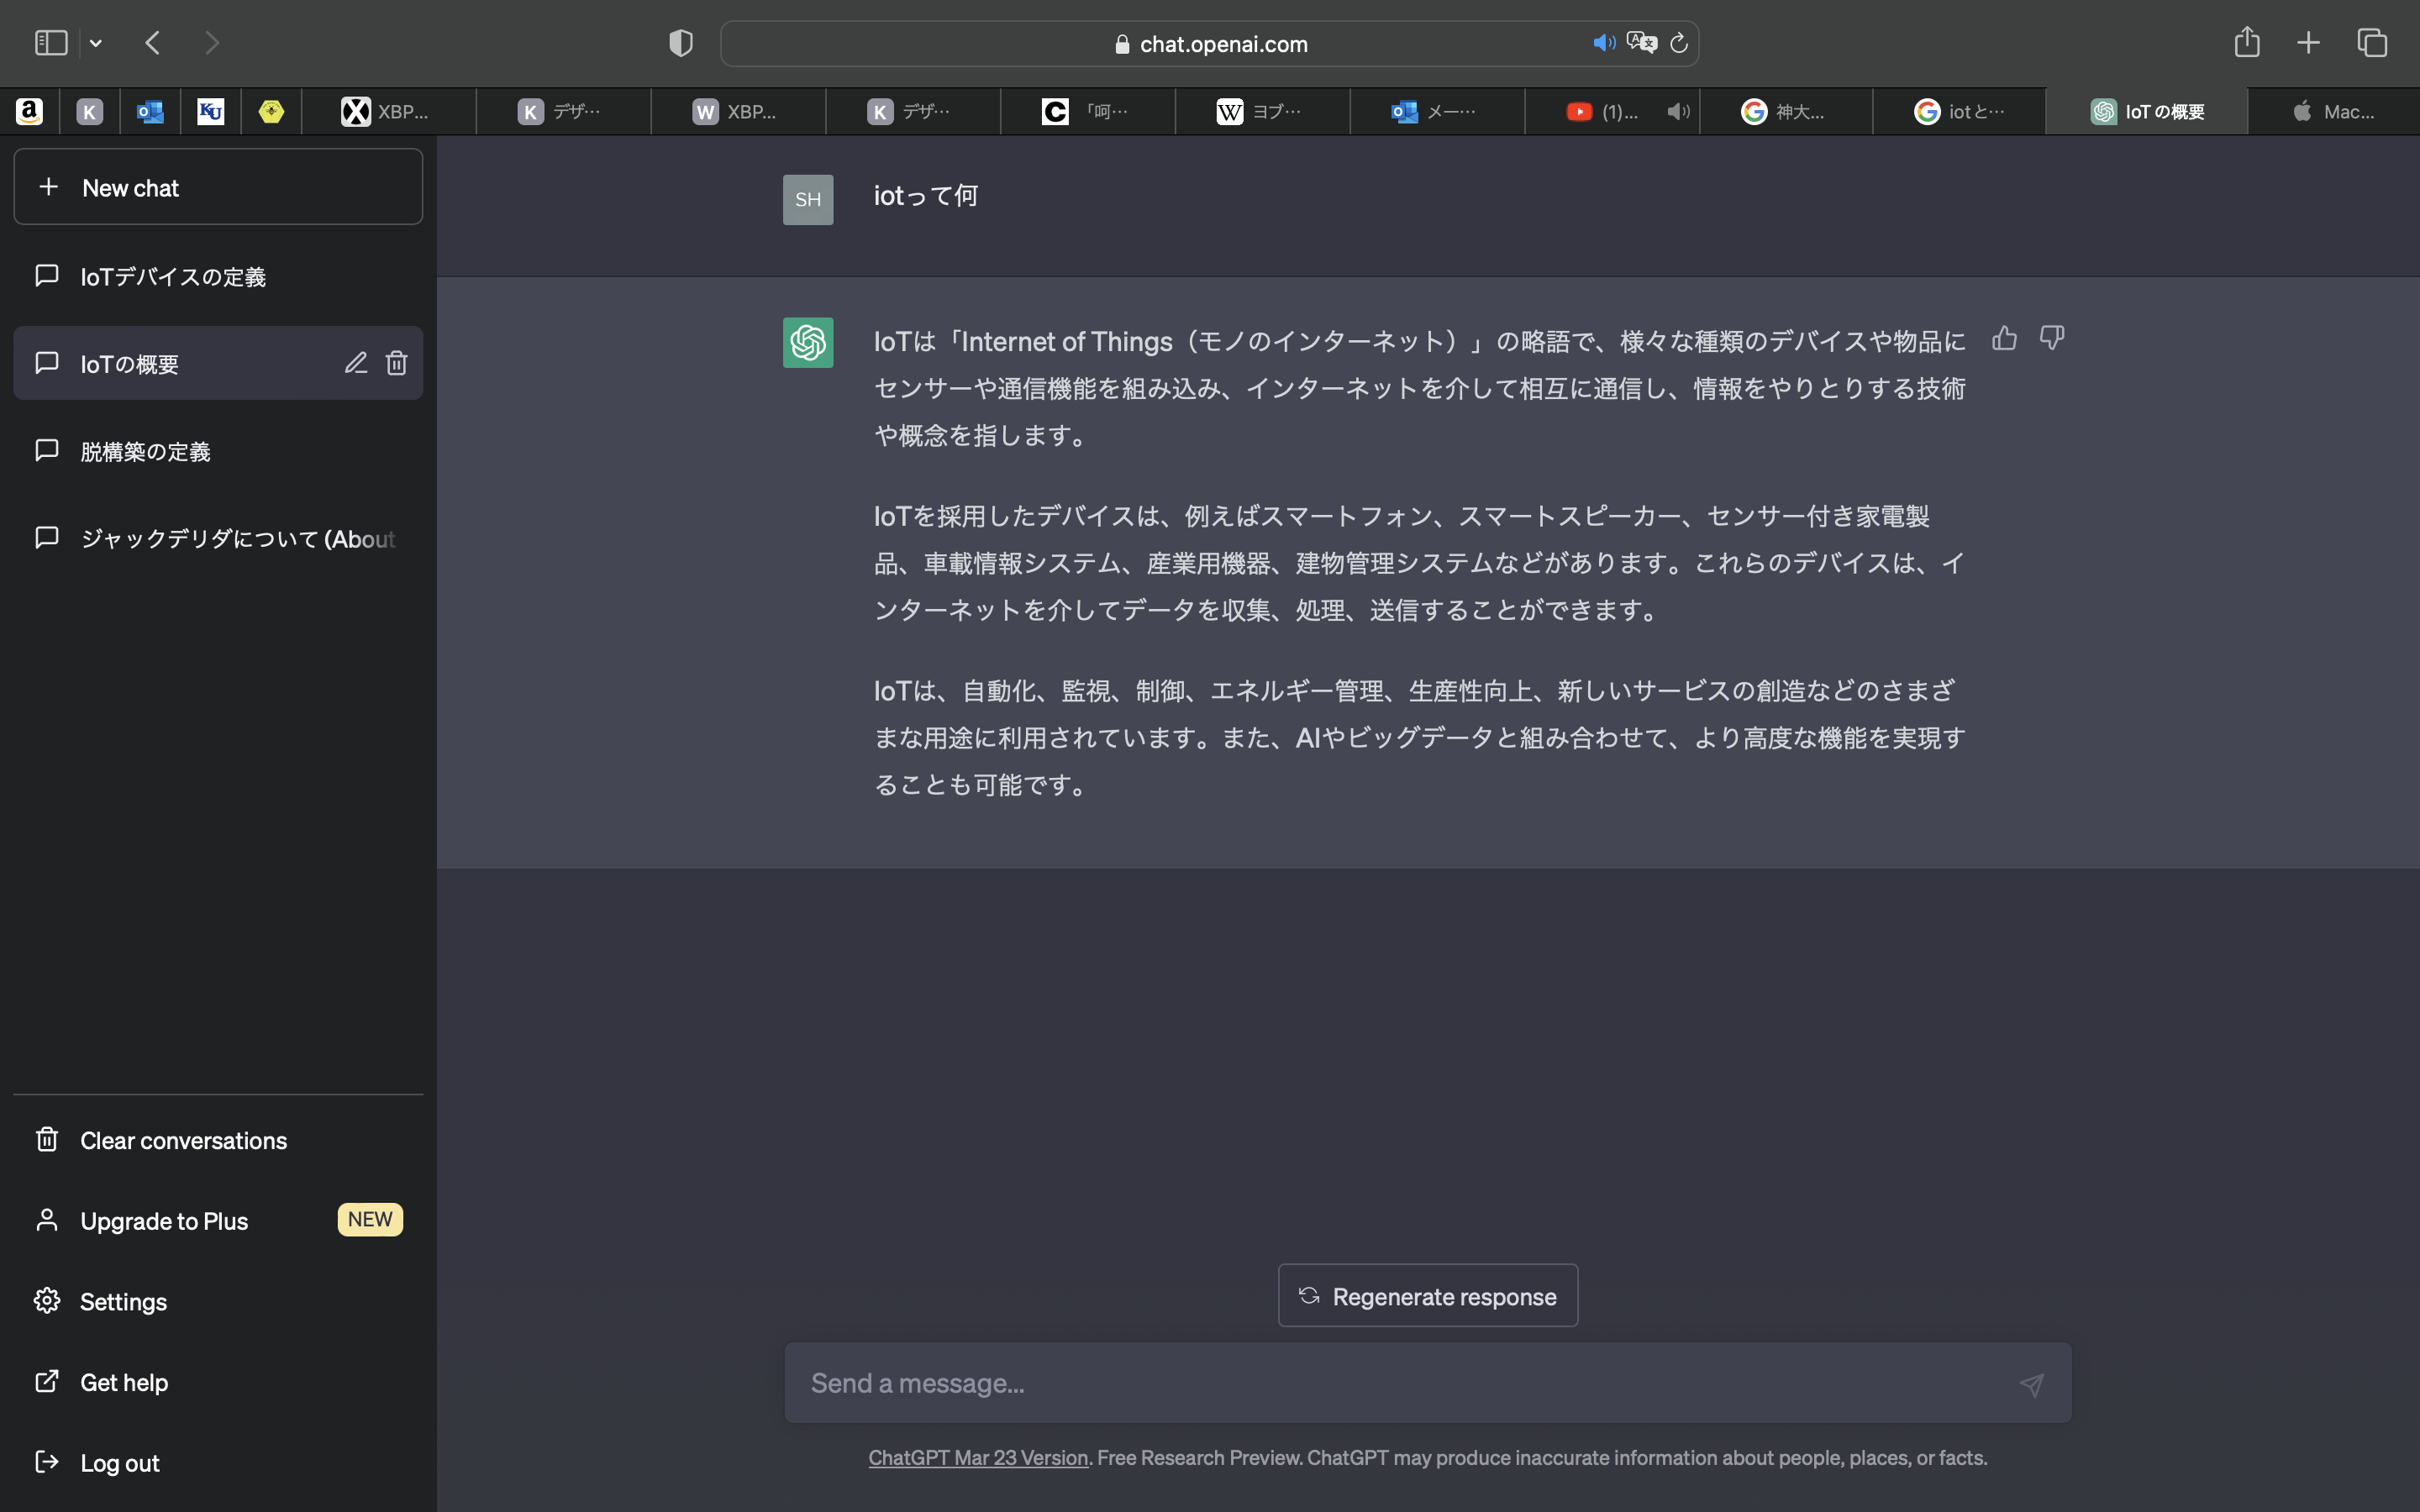 chat.openai.com
XBP...
デザ…
XBP...
デザ…
「呵…
ヨブ…
メー…
(1)...
神大...
iotと…
IoTの概要
Mac...
New chat
IoTデバイスの定義
IoTの概要
脱構築の定義
ジャックデリダについて (About
Clear conversations
Upgrade to Plus
NEW
Settings
Get help
Log out
SH
iotって何
IoTは「Internet of Things（モノのインターネット）」の略語で、様々な種類のデバイスや物品に
センサーや通信機能を組み込み、インターネットを介して相互に通信し、情報をやりとりする技術
や概念を指します。
IoTを採用したデバイスは、例えばスマートフォン、スマートスピーカー、センサー付き家電製
品、車載情報システム、産業用機器、建物管理システムなどがあります。これらのデバイスは、イ
ンターネットを介してデータを収集、処理、送信することができます。
IoTは、自動化、監視、制御、エネルギー管理、生産性向上、新しいサービスの創造などのさまざ
まな用途に利用されています。また、AIやビッグデータと組み合わせて、より高度な機能を実現す
ることも可能です。
Regenerate response
Send a message...
ChatGPT Mar 23 Version. Free Research Preview. ChatGPT may produce inaccurate information about people, places, or facts.